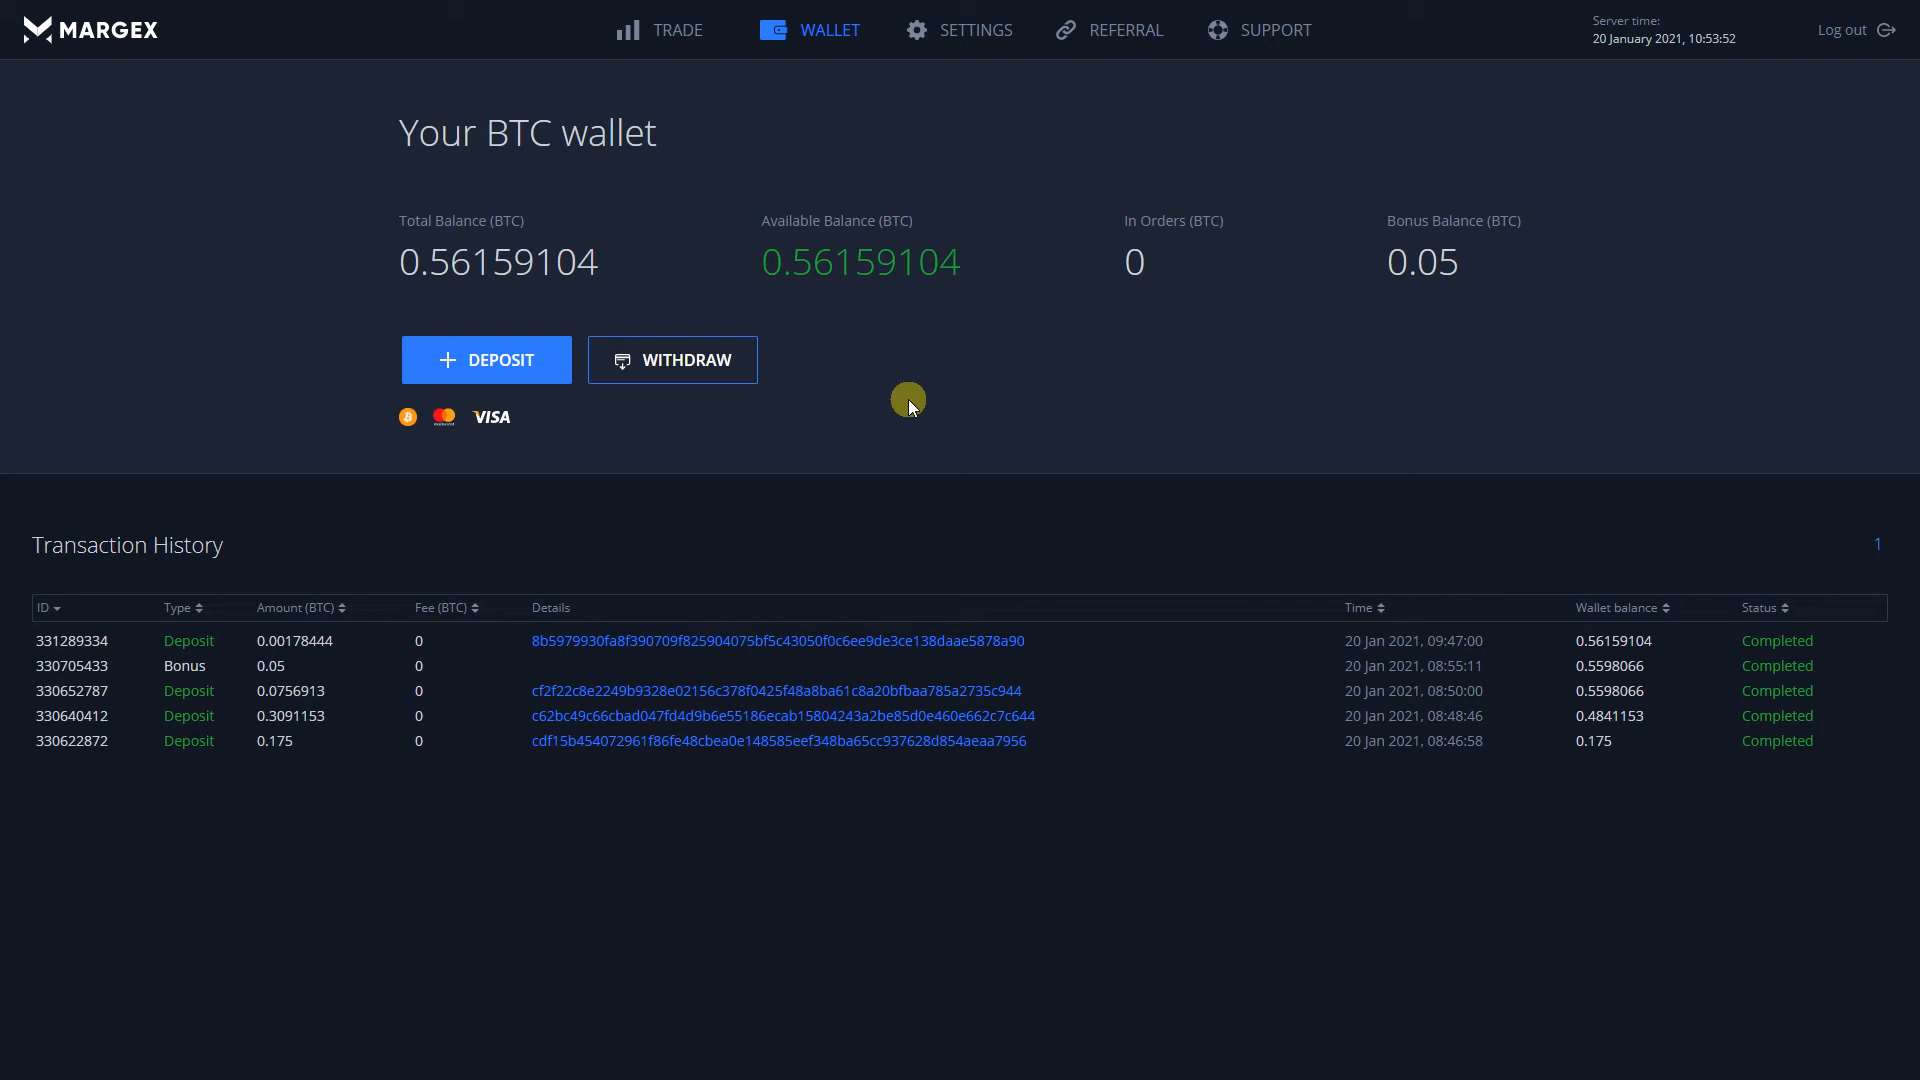 MARGEX
TRADE WALLET SETTINGS REFERRAL SUPPORT
Server time:
20 January 2021, 10:53:52
Log out
Your BTC wallet
Total Balance (BTC) Available Balance (BTC) In Orders (BTC) Bonus Balance (BTC)
0.56159104 0.56159104 0 0.05
DEPOSIT WITHDRAW
mastercard VISA
Transaction History 1
ID Type Amount (BTC) Fee (BTC) Details Time Wallet balance Status
331289334 Deposit 0.00178444 0 8b5979930fa8f390709f825904075bf5c43050f0c6ee9de3ce138daae5878a90 20 Jan 2021, 09:47:00 0.56159104 Completed
330705433 Bonus 0.05 0 20 Jan 2021, 08:55:11 0.5598066 Completed
330652787 Deposit 0.0756913 0 cf2f22c8e2249b9328e02156c378f0425f48a8ba61c8a20bfbaa785a2735c944 20 Jan 2021, 08:50:00 0.5598066 Completed
330640412 Deposit 0.3091153 0 c62bc49c66cbad047fd4d9b6e55186ecab15804243a2be85d0e460e662c7c644 20 Jan 2021, 08:48:46 0.4841153 Completed
330622872 Deposit 0.175 0 cdf15b454072961f86fe48cbea0e148585eef348ba65cc937628d854aeaa7956 20 Jan 2021, 08:46:58 0.175 Completed